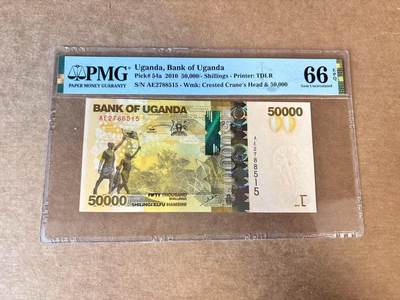 PMG
PAPER MONEY GUARANTY
Uganda, Bank of Uganda
Pick# 54a 2010 50,000/- Shillings - Printer: TDLR
S/N AE2788515 - Wmk: Crested Crane's Head & 50,000
66 EPQ
Gem Uncirculated
BANK OF UGANDA
AE2788515
50000
AE2788515
50000
FIFTY THOUSAND
SHILLINGS
SHILINGI ELFU HAMSINI